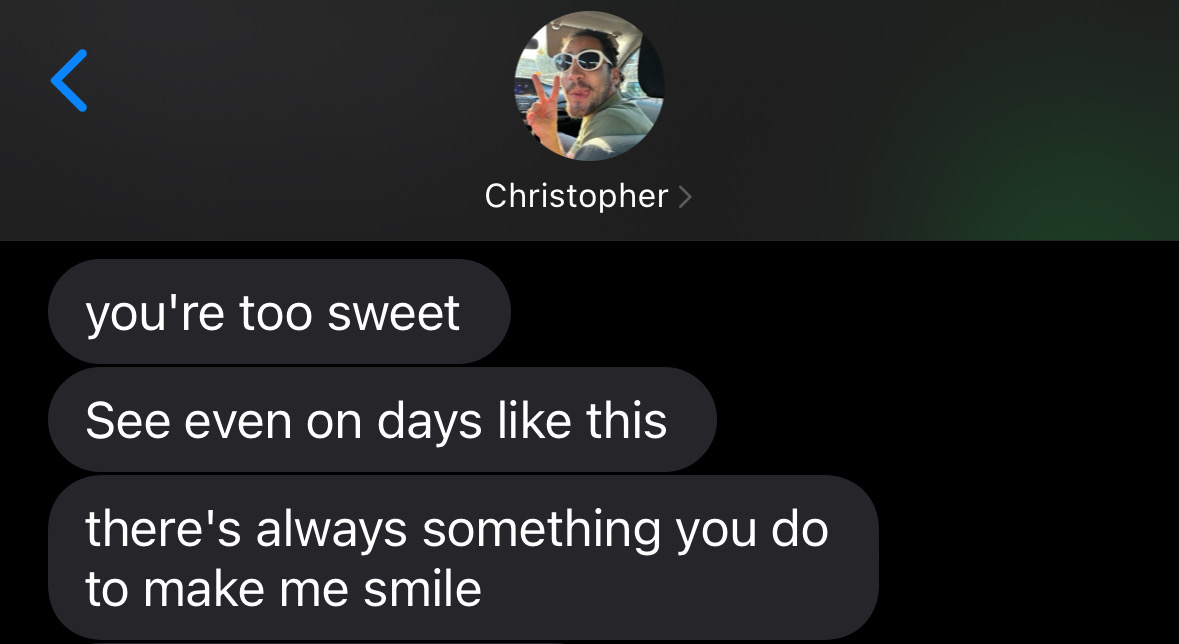 Christopher
you're too sweet
See even on days like this
there's always something you do
to make me smile